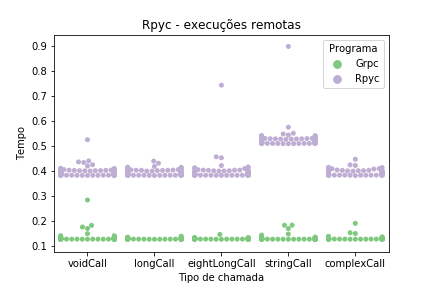 Rpyc - execuções remotas
Programa
Grpc
Rpyc
Tempo
0.9
0.8
0.7
0.6
0.5
0.4
0.3
0.2
0.1
voidCall longCall eightLongCall stringCall complexCall
Tipo de chamada